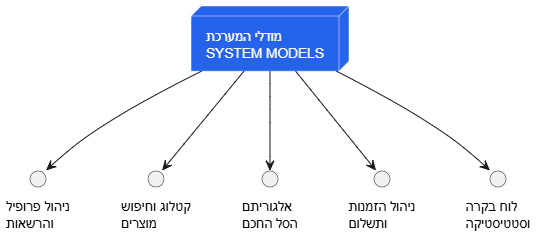 מודלי המערכת
SYSTEM MODELS
לוח בקרה
וסטטיסטיקה
ניהול הזמנות
ותשלום
אלגוריתם
הסל החכם
קטלוג וחיפוש
מוצרים
ניהול פרופיל
והרשאות